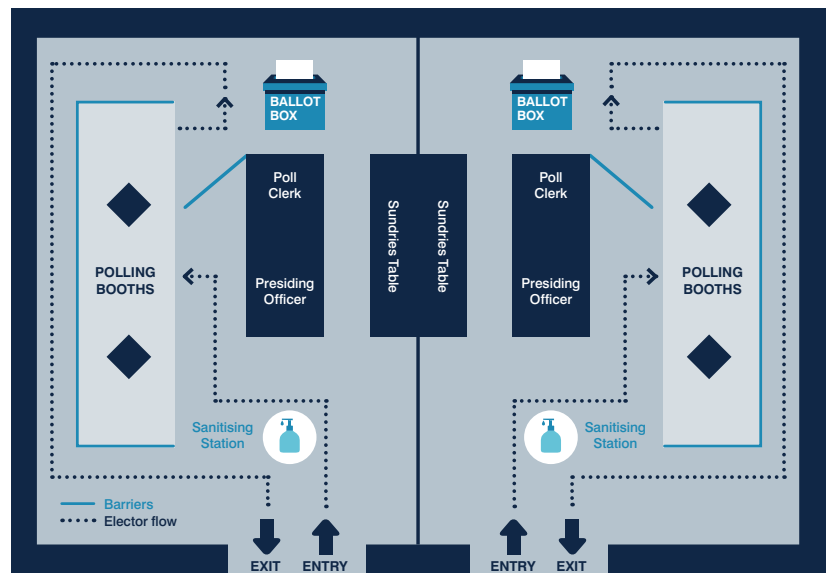 BALLOT
BOX
BALLOT
BOX
Poll
Clerk
Sundries Table
Sundries Table
Poll
Clerk
POLLING
BOOTHS
Presiding
Officer
Presiding
Officer
POLLING
BOOTHS
Sanitising
Station
Sanitising
Station
Barriers
Elector flow
EXIT
ENTRY
ENTRY
EXIT